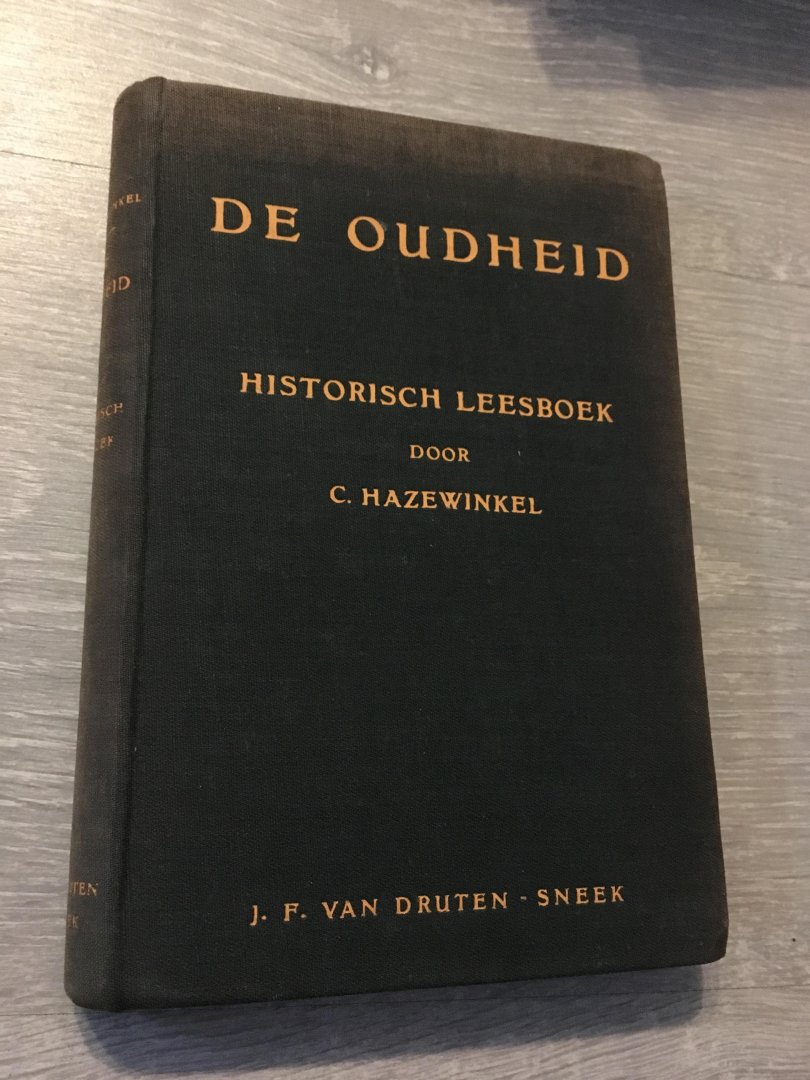 DE OUDHEID
HISTORISCH LEESBOEK
DOOR
C. HAZEWINKEL
J. F. VAN DRUTEN - SNEEK